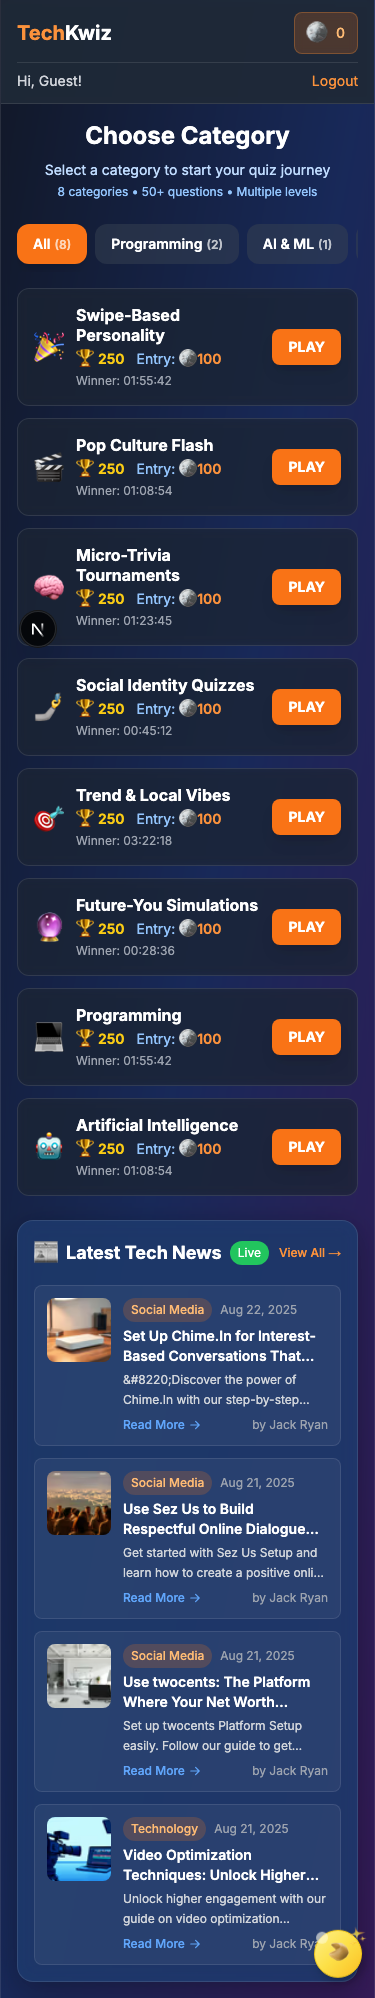 TechKwiz
0
Hi, Guest!
Logout
Choose Category
Select a category to start your quiz journey
8 categories • 50+ questions • Multiple levels
All (8)
Programming (2)
AI & ML (1)
Swipe-Based
Personality
250 Entry: 100
Winner: 01:55:42
PLAY
Pop Culture Flash
250 Entry: 100
Winner: 01:08:54
PLAY
Micro-Trivia
Tournaments
250 Entry: 100
Winner: 01:23:45
PLAY
N
Social Identity Quizzes
250 Entry: 100
Winner: 00:45:12
PLAY
Trend & Local Vibes
250 Entry: 100
Winner: 03:22:18
PLAY
Future-You Simulations
250 Entry: 100
Winner: 00:28:36
PLAY
Programming
250 Entry: 100
Winner: 01:55:42
PLAY
Artificial Intelligence
250 Entry: 100
Winner: 01:08:54
PLAY
Latest Tech News
Live
View All →
Social Media Aug 22, 2025
Set Up Chime.In for Interest-
Based Conversations That...
&#8220;Discover the power of
Chime.In with our step-by-step...
Read More → by Jack Ryan
Social Media Aug 21, 2025
Use Sez Us to Build
Respectful Online Dialogue...
Get started with Sez Us Setup and
learn how to create a positive onli...
Read More → by Jack Ryan
Social Media Aug 21, 2025
Use twocents: The Platform
Where Your Net Worth...
Set up twocents Platform Setup
easily. Follow our guide to get...
Read More → by Jack Ryan
Technology Aug 21, 2025
Video Optimization
Techniques: Unlock Higher...
Unlock higher engagement with our
guide on video optimization...
Read More → by Jack Ry